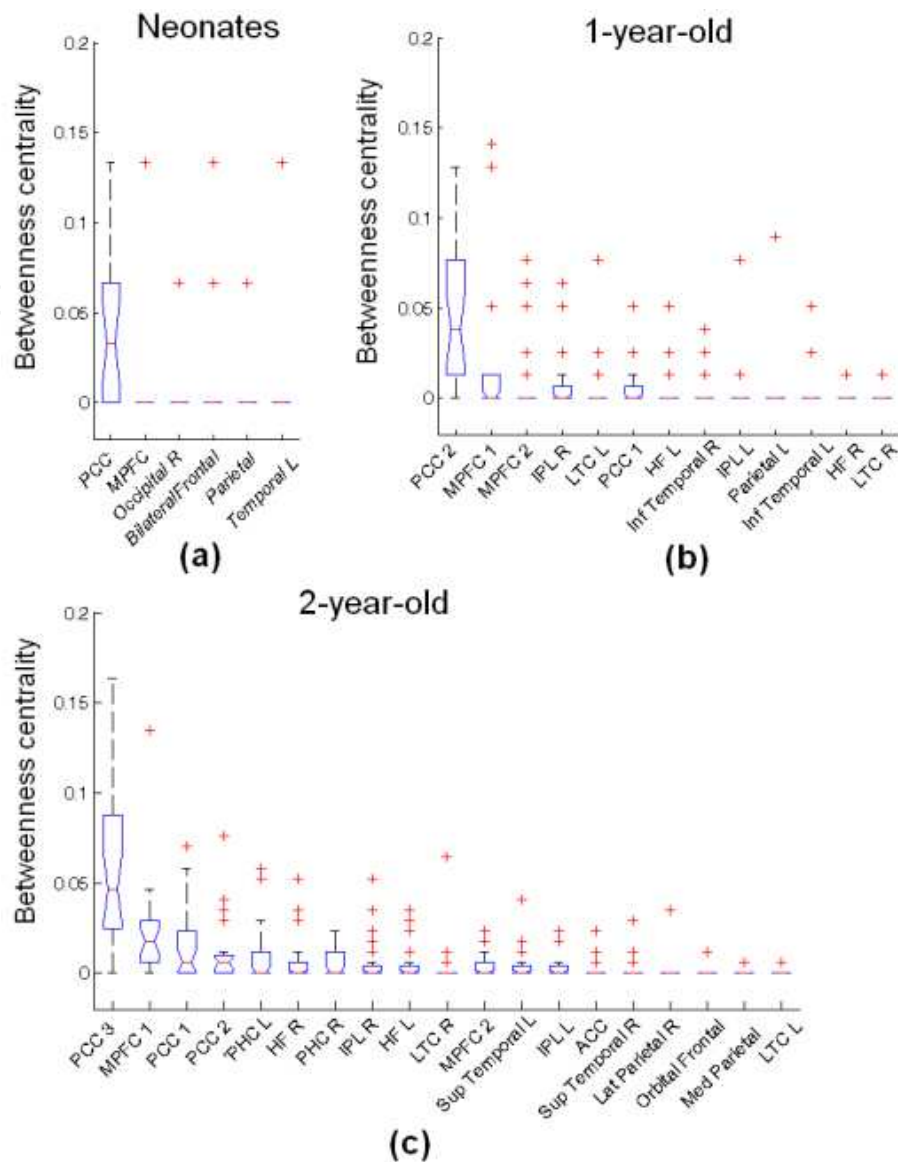 Neonates
0.2
0.15
0.1
0.05
0
Betweenness centrality
PCC
MPFC
Occipital R
Bilateral Frontal
Parietal
Temporal L
(a)
1-year-old
0.2
0.15
0.1
0.05
0
Betweenness centrality
PCC 2
MPFC 1
MPFC 2
IPL R
LTC L
PCC 1
HF L
Inf Temporal R
IPL L
Parietal L
Inf Temporal L
HF R
LTC R
(b)
2-year-old
0.2
0.15
0.1
0.05
0
Betweenness centrality
PCC 3
MPFC 1
PCC 1
PCC 2
'PHC L
HF R
PHC R
IPL R
HF L
LTC R
MPFC 2
Sup Temporal L
IPL L
ACC
Sup Temporal R
Lat Parietal R
Orbital Frontal
Med Parietal
LTC L
(c)